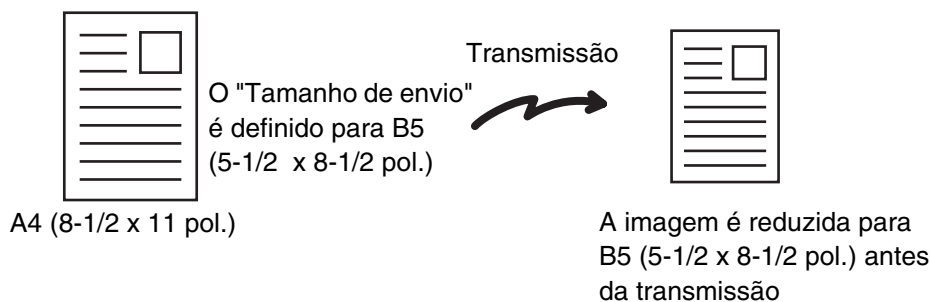 Transmissão
O "Tamanho de envio"
é definido para B5
(5-1/2 x 8-1/2 pol.)
A4 (8-1/2 x 11 pol.)
A imagem é reduzida para
B5 (5-1/2 x 8-1/2 pol.) antes
da transmissão